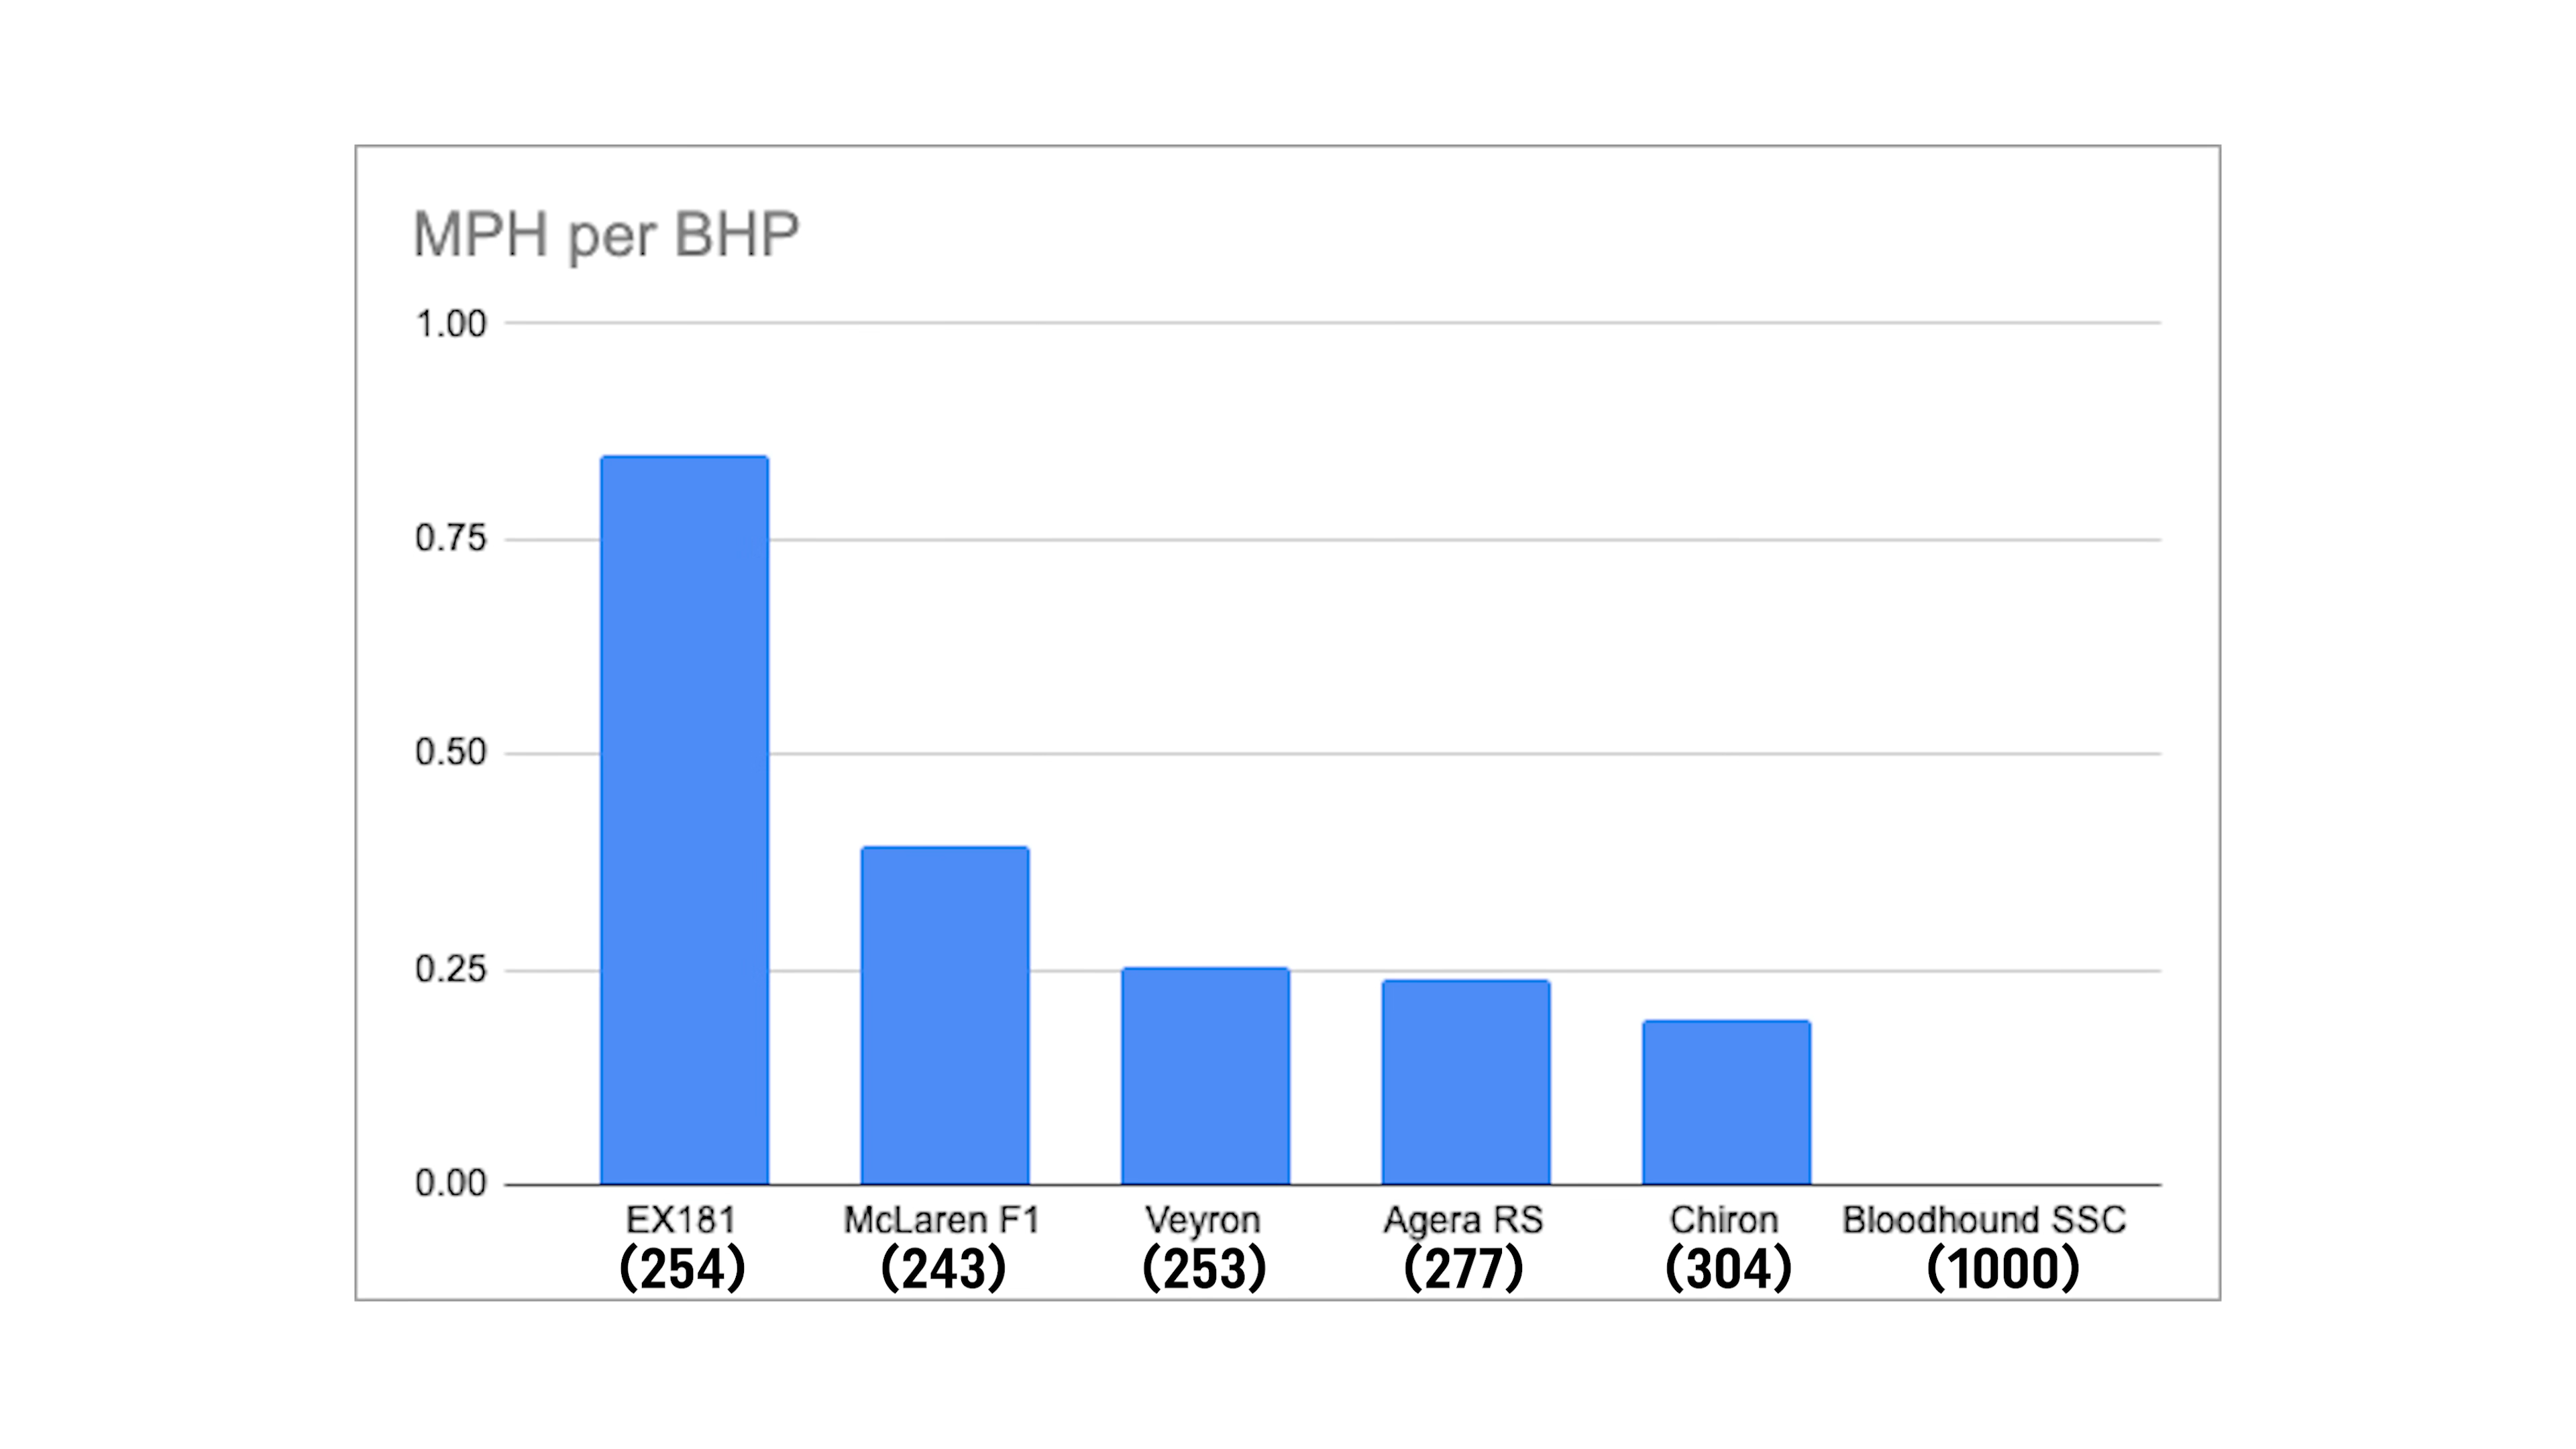 MPH per BHP
1.00
0.75
0.50
0.25
0.00
EX181 McLaren F1 Veyron Agera RS Chiron Bloodhound SSC
(254) (243) (253) (277) (304) (1000)